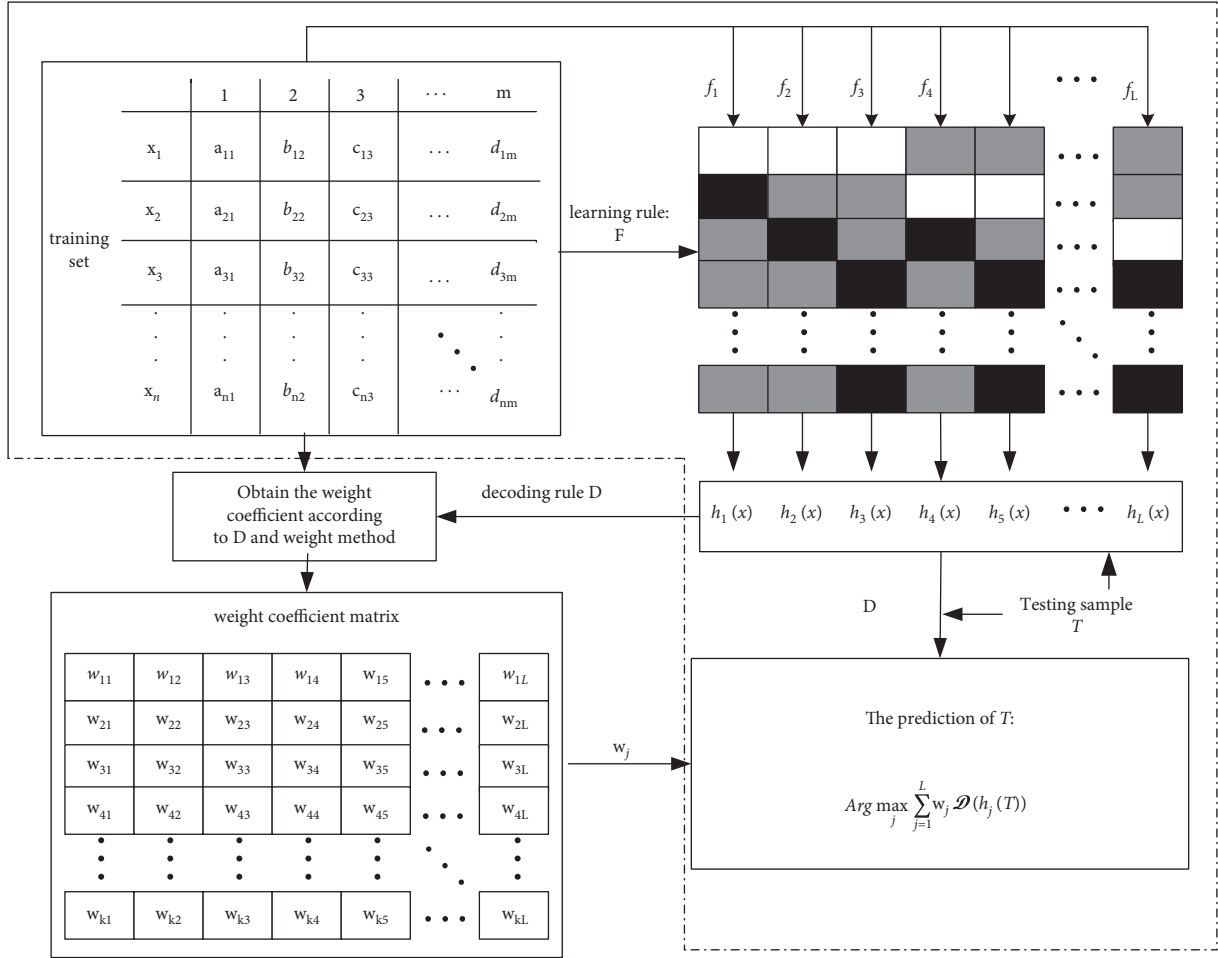 1 2 3 ... m
x1 a11 b12 c13 ... d1m
x2 a21 b22 c23 ... d2m
training
set
x3 a31 b32 c33 ... d3m
xn an1 bn2 cn3 ... dnm
learning rule:
F
f1 f2 f3 f4 ... fL
h1 (x) h2 (x) h3 (x) h4 (x) h5 (x) ... hL (x)
decoding rule D
Obtain the weight
coefficient according
to D and weight method
D
Testing sample
T
weight coefficient matrix
w11 w12 w13 w14 w15 ... w1L
w21 w22 w23 w24 w25 ... w2L
w31 w32 w33 w34 w35 ... w3L
w41 w42 w43 w44 w45 ... w4L
wk1 wk2 wk3 wk4 wk5 ... wkL
wj
The prediction of T:
Arg max j ∑ j=1 L wj 𝓓 (hj (T))